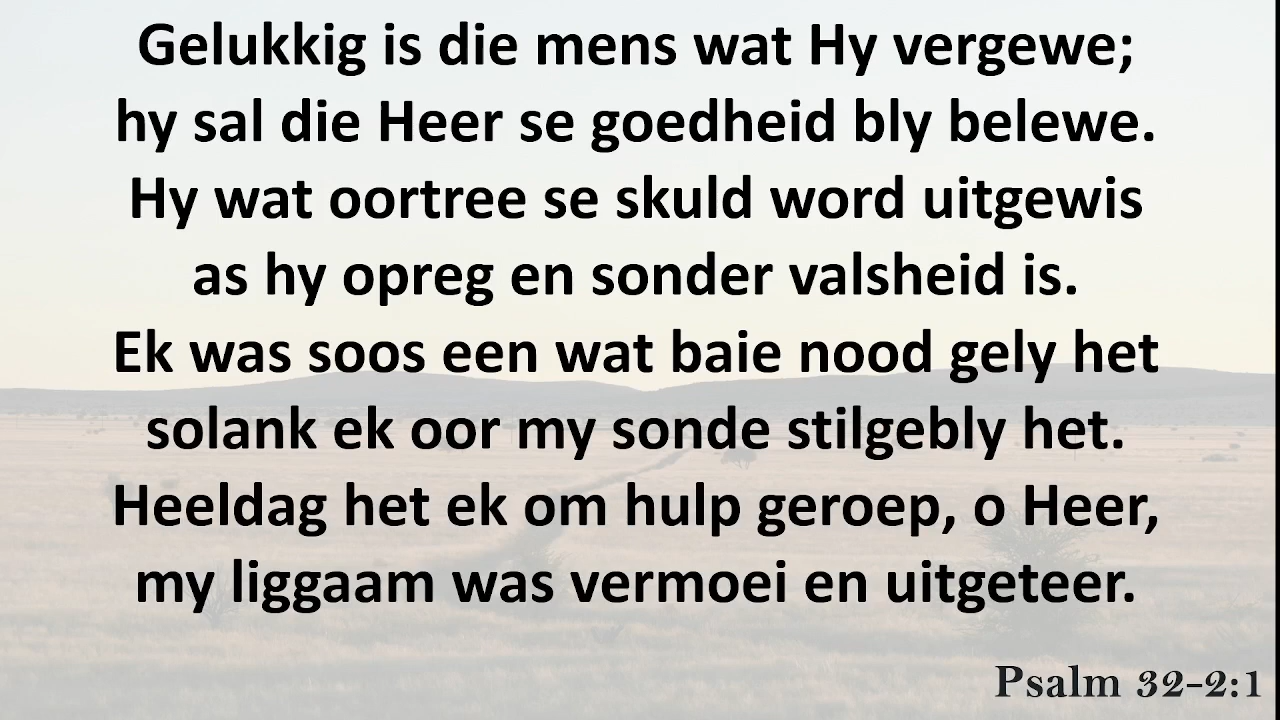 Gelukkig is die mens wat Hy vergewe;
hy sal die Heer se goedheid bly belewe.
Hy wat oortree se skuld word uitgewis
as hy opreg en sonder valsheid is.
Ek was soos een wat baie nood gely het
solank ek oor my sonde stilgebly het.
Heeldag het ek om hulp geroep, o Heer,
my liggaam was vermoei en uitgeteer.
Psalm 32-2:1